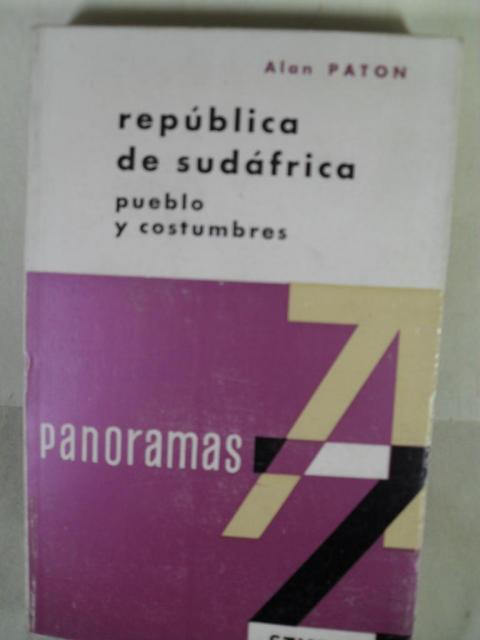 Alan PATON
república
de sudáfrica
pueblo
y costumbres
panoramas